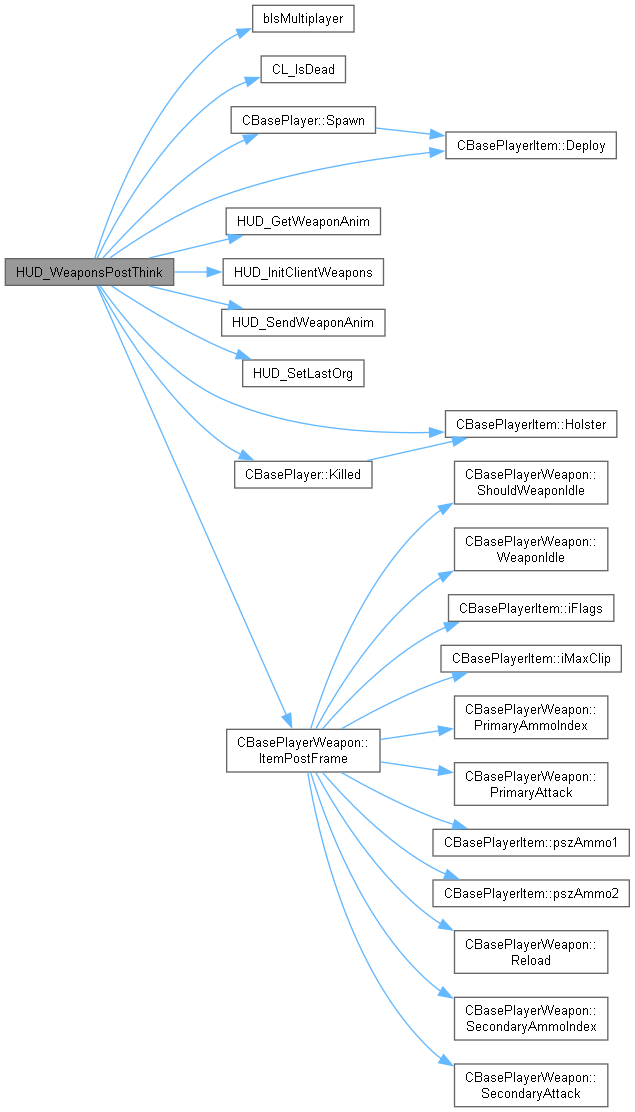 bIsMultiplayer
CL_IsDead
CBasePlayer::Spawn
CBasePlayerItem::Deploy
HUD_GetWeaponAnim
HUD_WeaponsPostThink
HUD_InitClientWeapons
HUD_SendWeaponAnim
HUD_SetLastOrg
CBasePlayerItem::Holster
CBasePlayer::Killed
CBasePlayerWeapon::
ShouldWeaponIdle
CBasePlayerWeapon::
WeaponIdle
CBasePlayerItem::iFlags
CBasePlayerItem::iMaxClip
CBasePlayerWeapon::
PrimaryAmmoIndex
CBasePlayerWeapon::
ItemPostFrame
CBasePlayerWeapon::
PrimaryAttack
CBasePlayerItem::pszAmmo1
CBasePlayerItem::pszAmmo2
CBasePlayerWeapon::
Reload
CBasePlayerWeapon::
SecondaryAmmoIndex
CBasePlayerWeapon::
SecondaryAttack